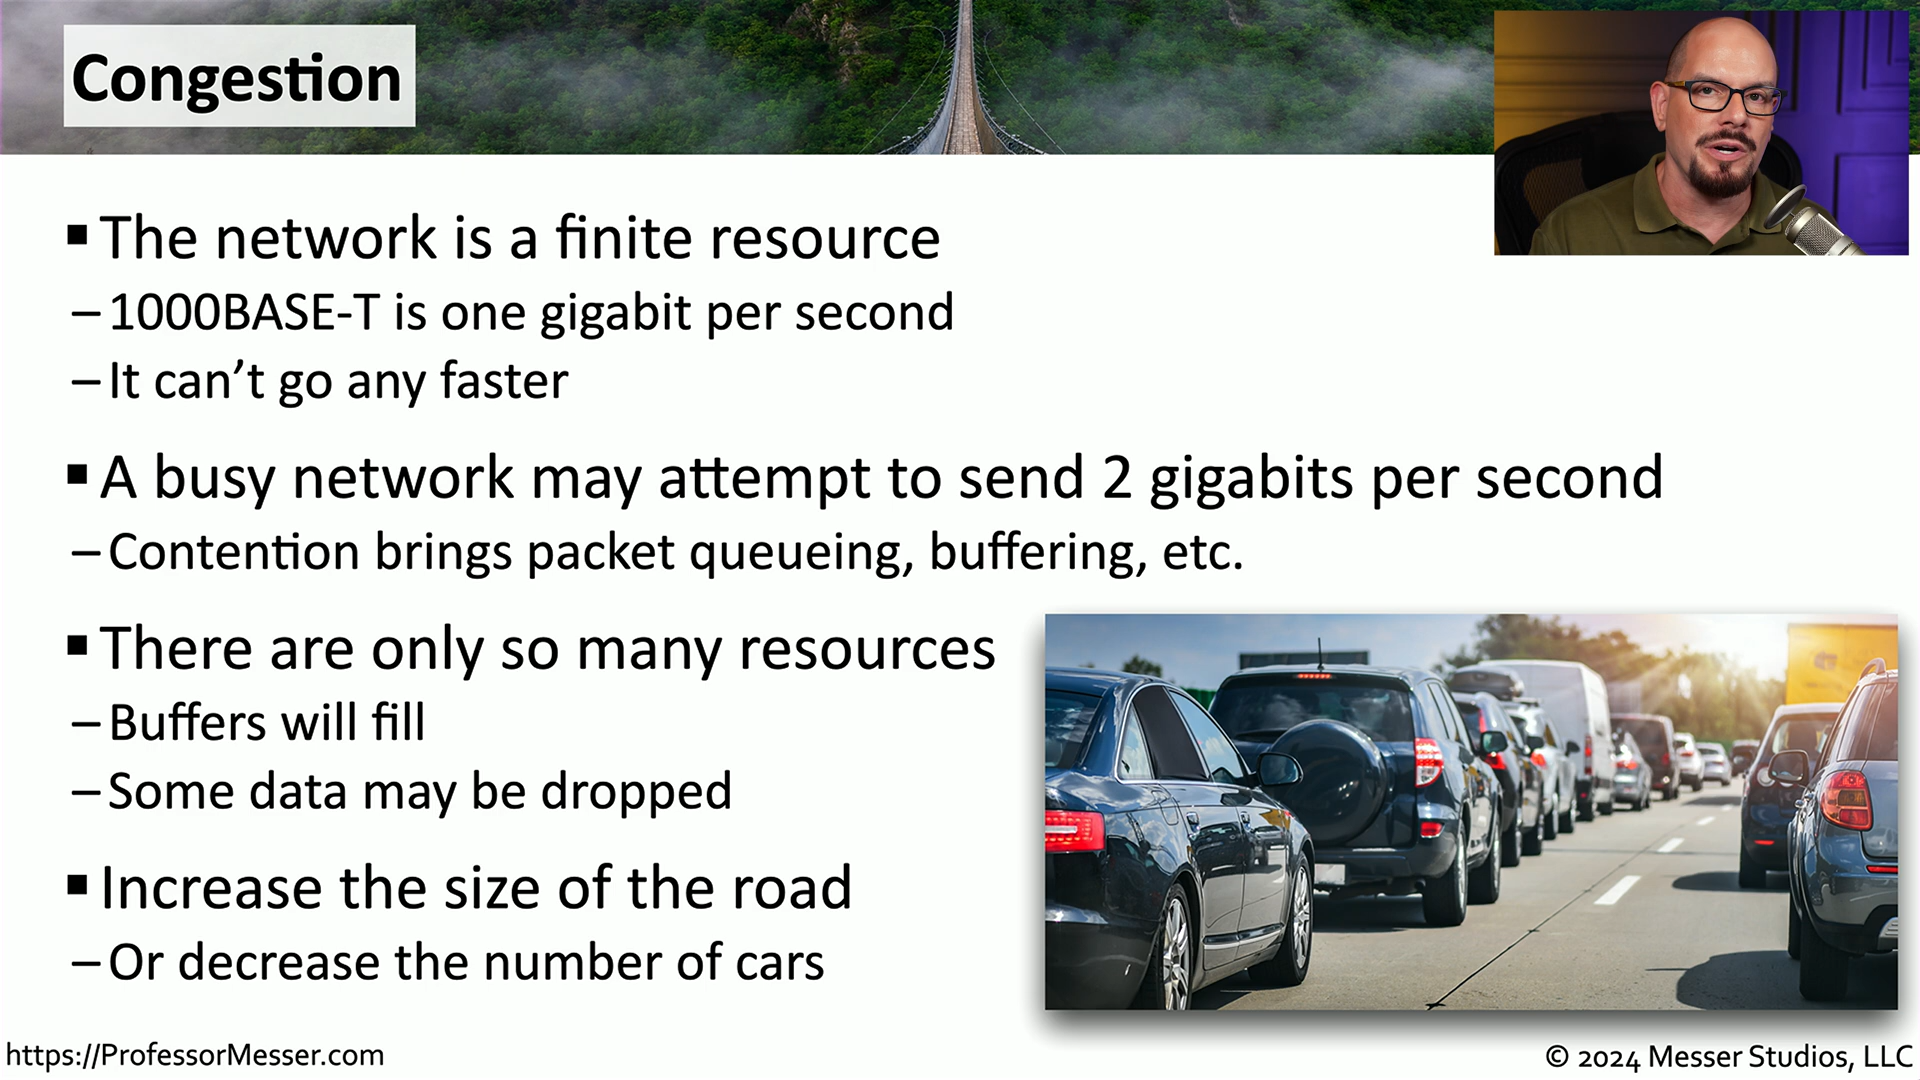 Congestion
▪ The network is a finite resource
– 1000BASE-T is one gigabit per second
– It can’t go any faster
▪ A busy network may attempt to send 2 gigabits per second
– Contention brings packet queueing, buffering, etc.
▪ There are only so many resources
– Buffers will fill
– Some data may be dropped
▪ Increase the size of the road
– Or decrease the number of cars
https://ProfessorMesser.com
© 2024 Messer Studios, LLC